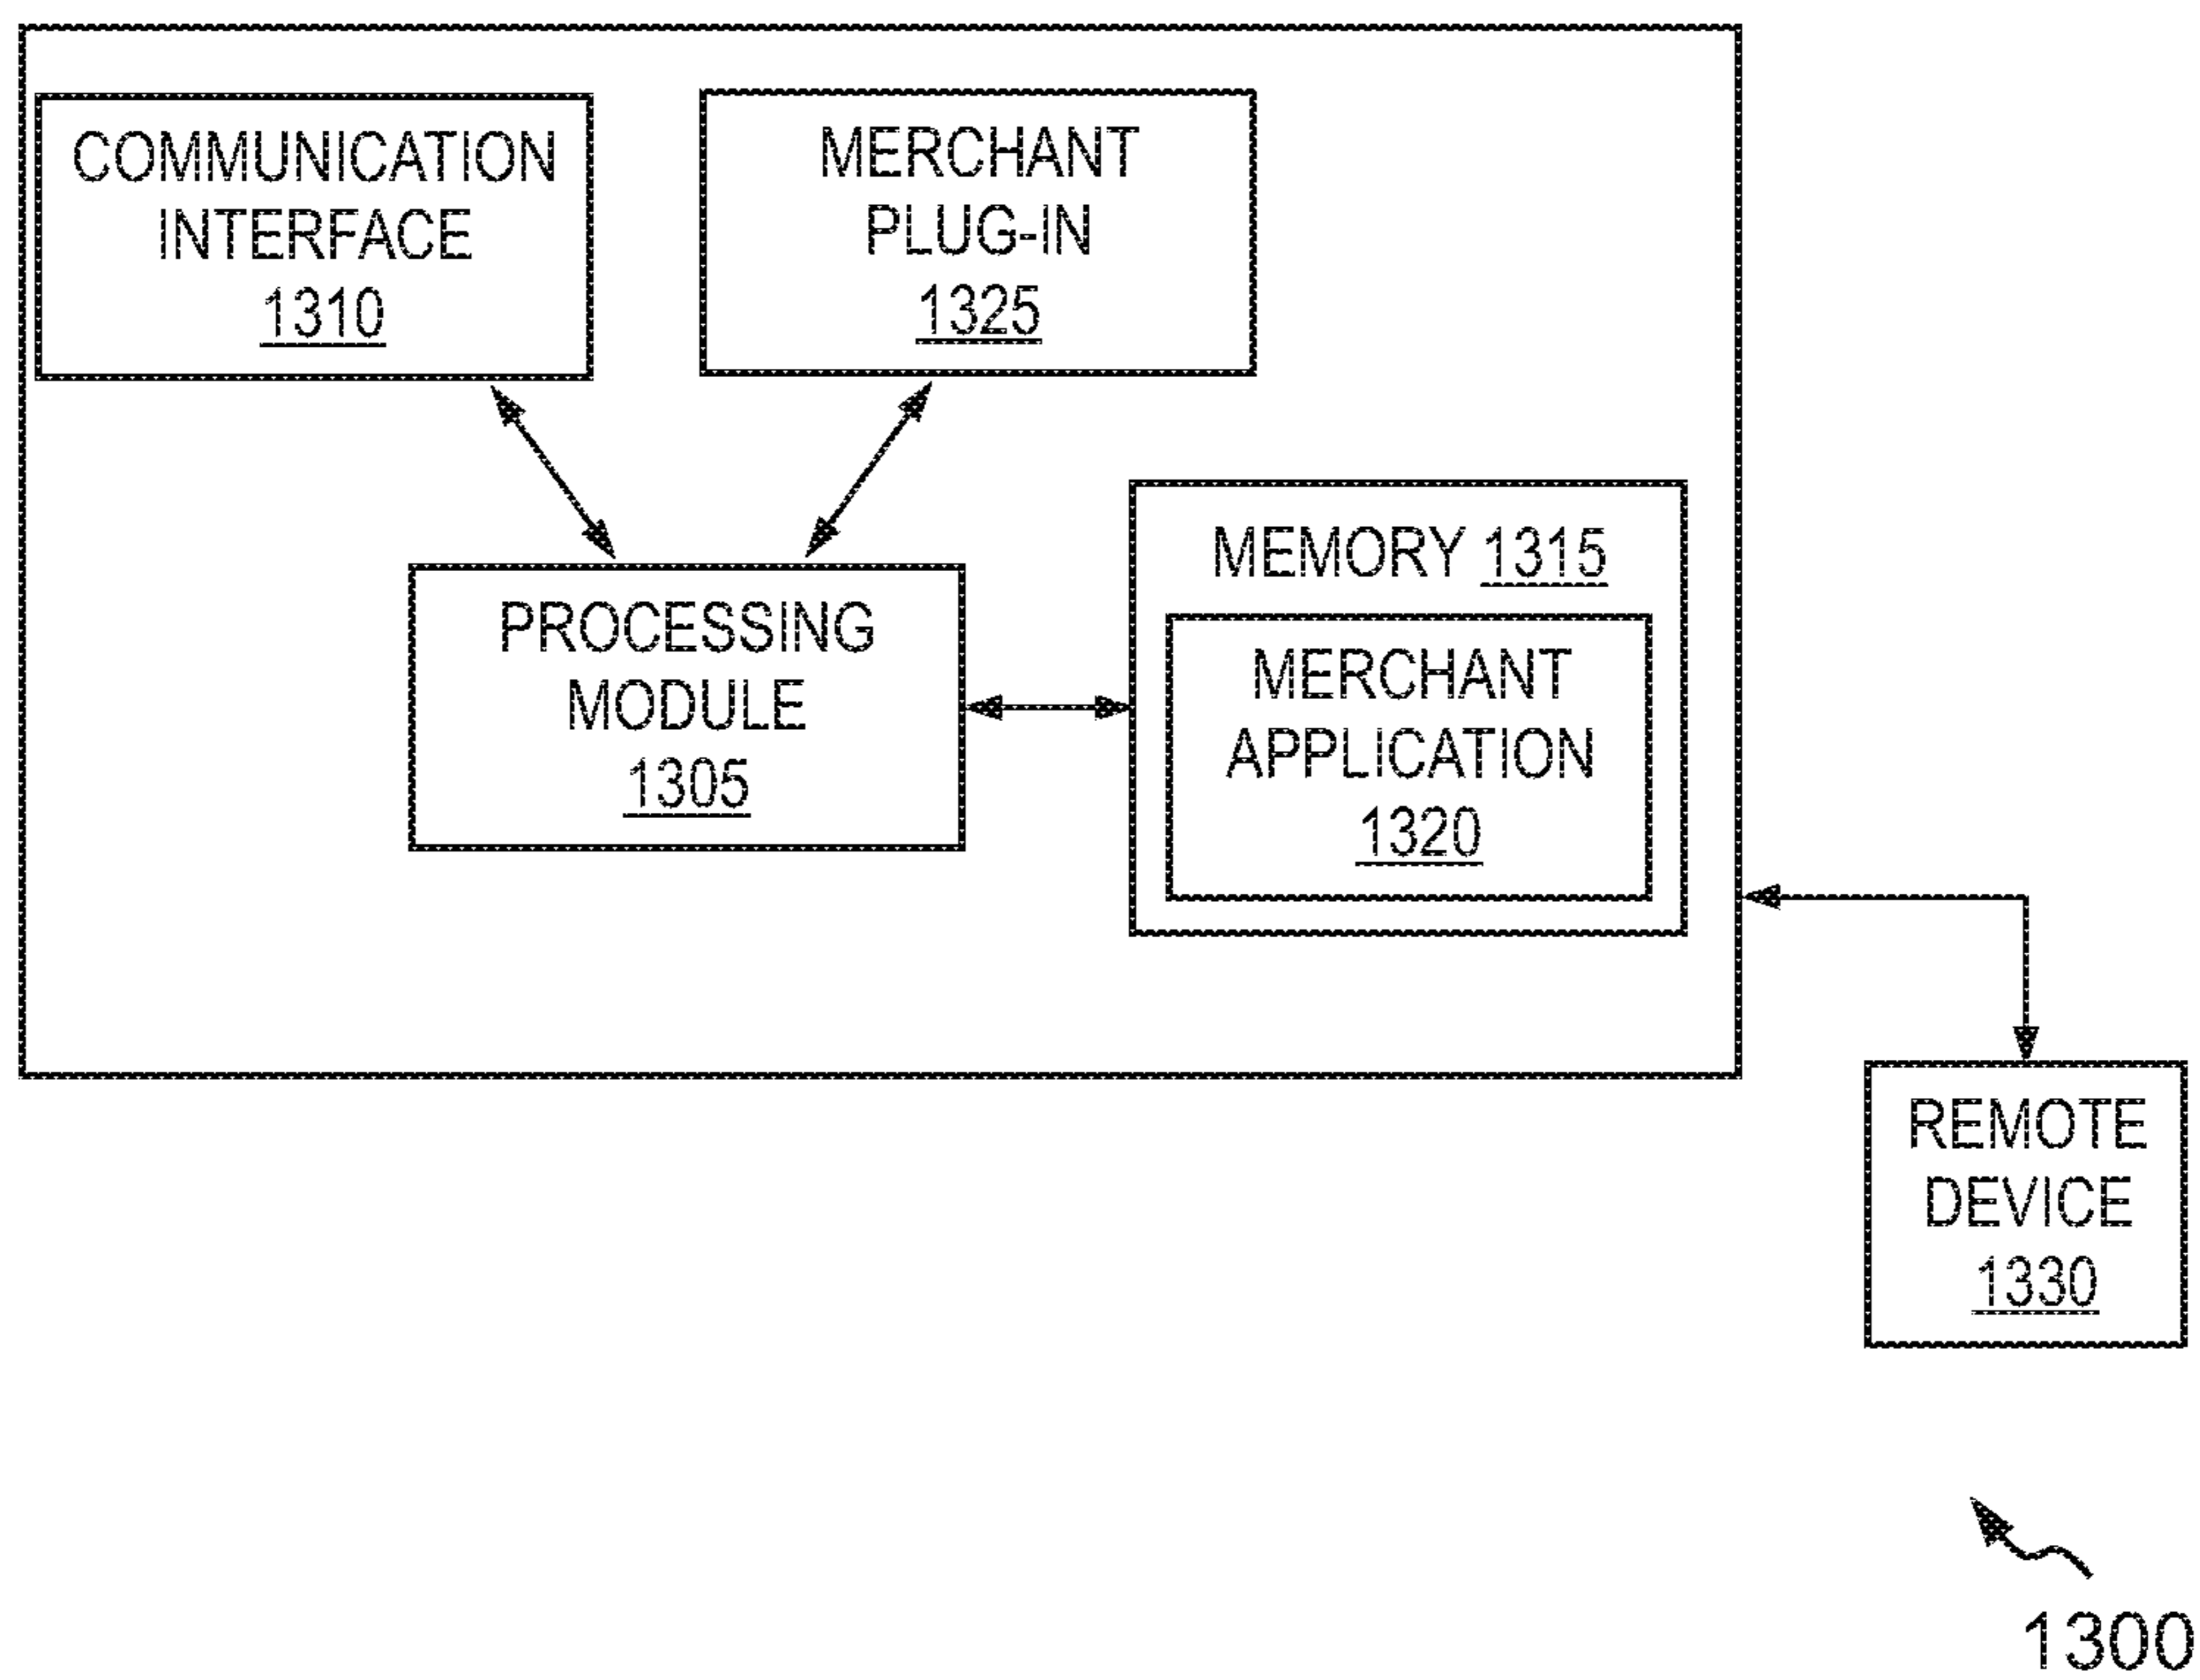 COMMUNICATION
INTERFACE
1310
MERCHANT
PLUG-IN
1325
PROCESSING
MODULE
1305
MEMORY 1315
MERCHANT
APPLICATION
1320
REMOTE
DEVICE
1330
1300